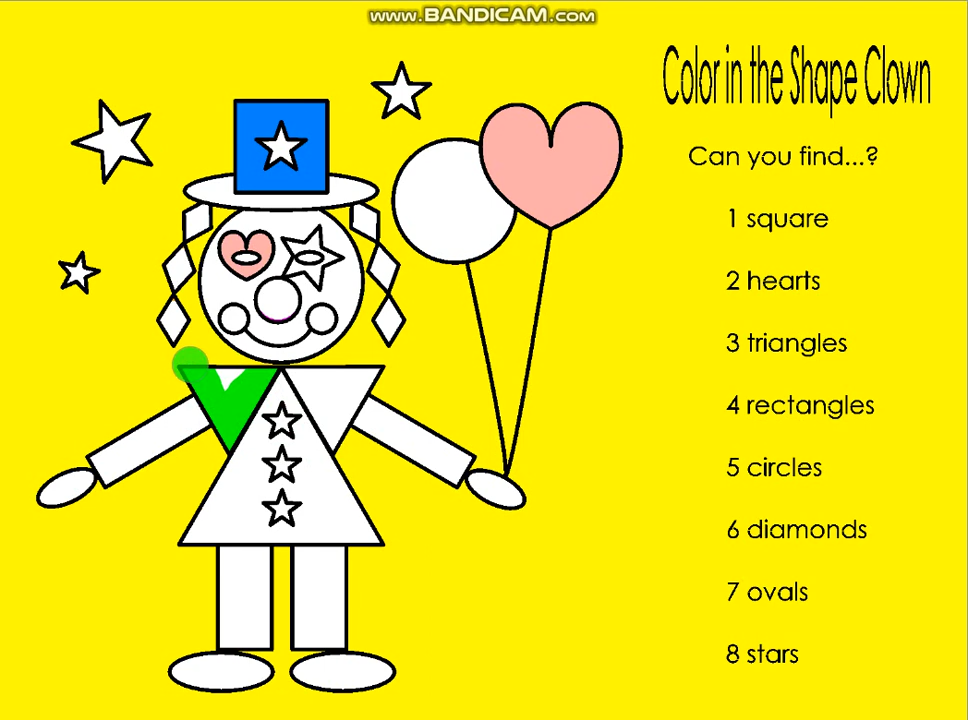 www.BANDICAM.com
Color in the Shape Clown
Can you find...?
1 square
2 hearts
3 triangles
4 rectangles
5 circles
6 diamonds
7 ovals
8 stars